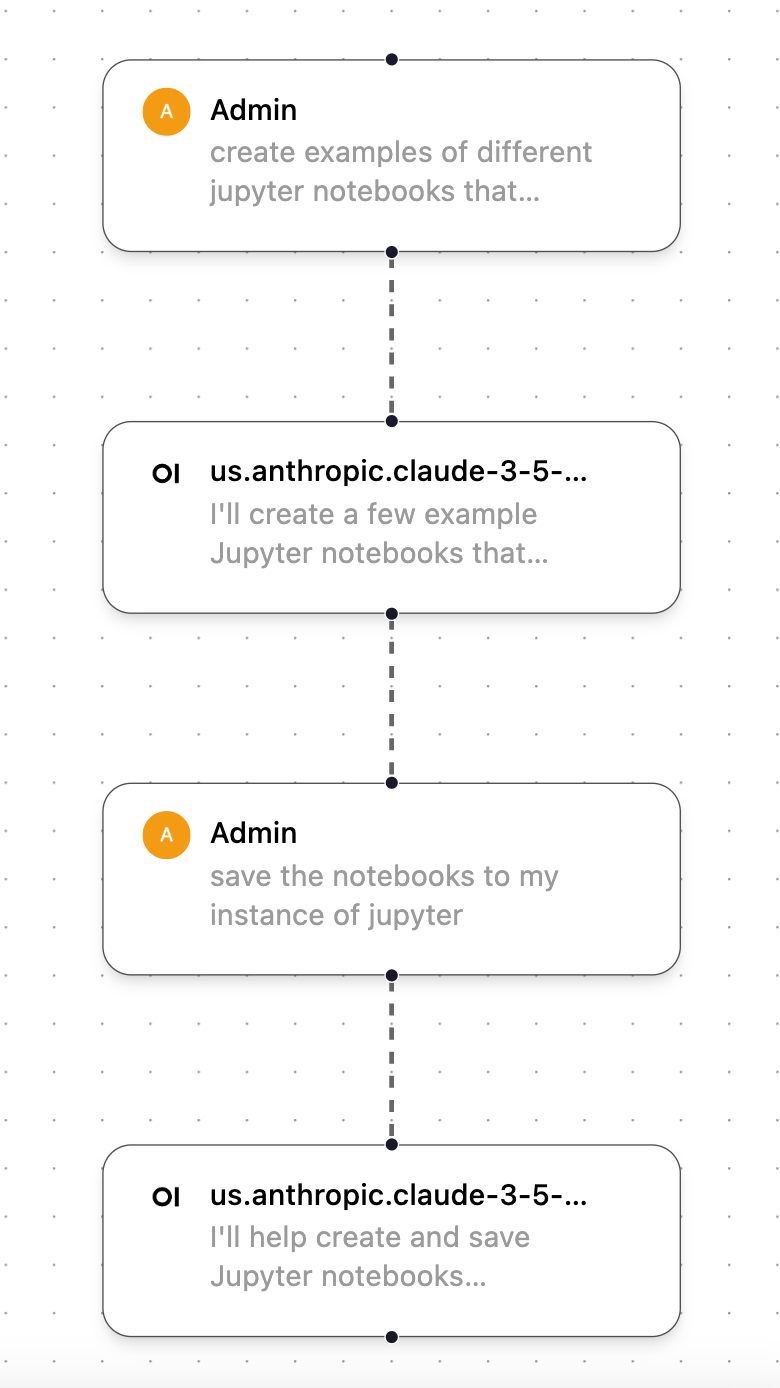 A
Admin
create examples of different
jupyter notebooks that...
OI
us.anthropic.claude-3-5-...
I'll create a few example
Jupyter notebooks that...
A
Admin
save the notebooks to my
instance of jupyter
OI
us.anthropic.claude-3-5-...
I'll help create and save
Jupyter notebooks...